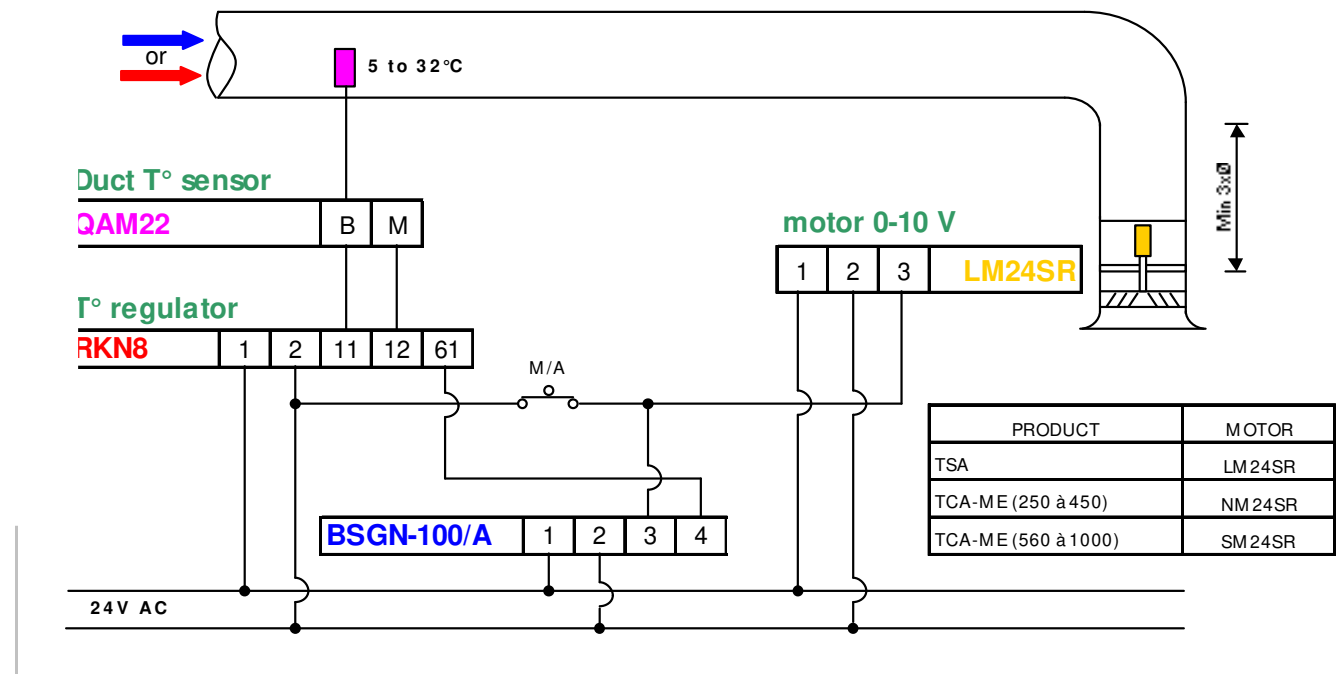 or
5 to 32°C
Duct T° sensor
QAM22 B M
motor 0-10 V
1 2 3 LM24SR
Min 3xØ
T° regulator
RKN8 1 2 11 12 61
M/A
PRODUCT MOTOR
TSA LM24SR
TCA-ME (250 à 450) NM24SR
TCA-ME (560 à 1000) SM24SR
BSGN-100/A 1 2 3 4
24V AC